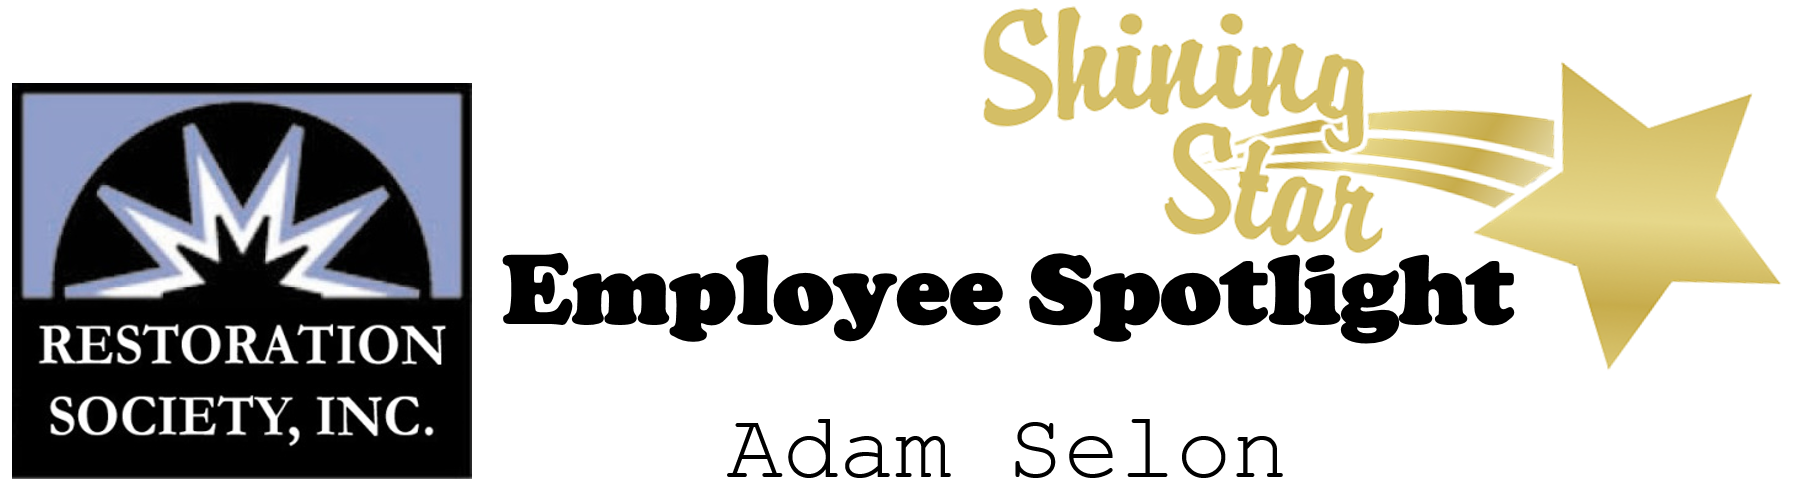 RESTORATION
SOCIETY, INC.
Shining
Star
Employee Spotlight
Adam Selon